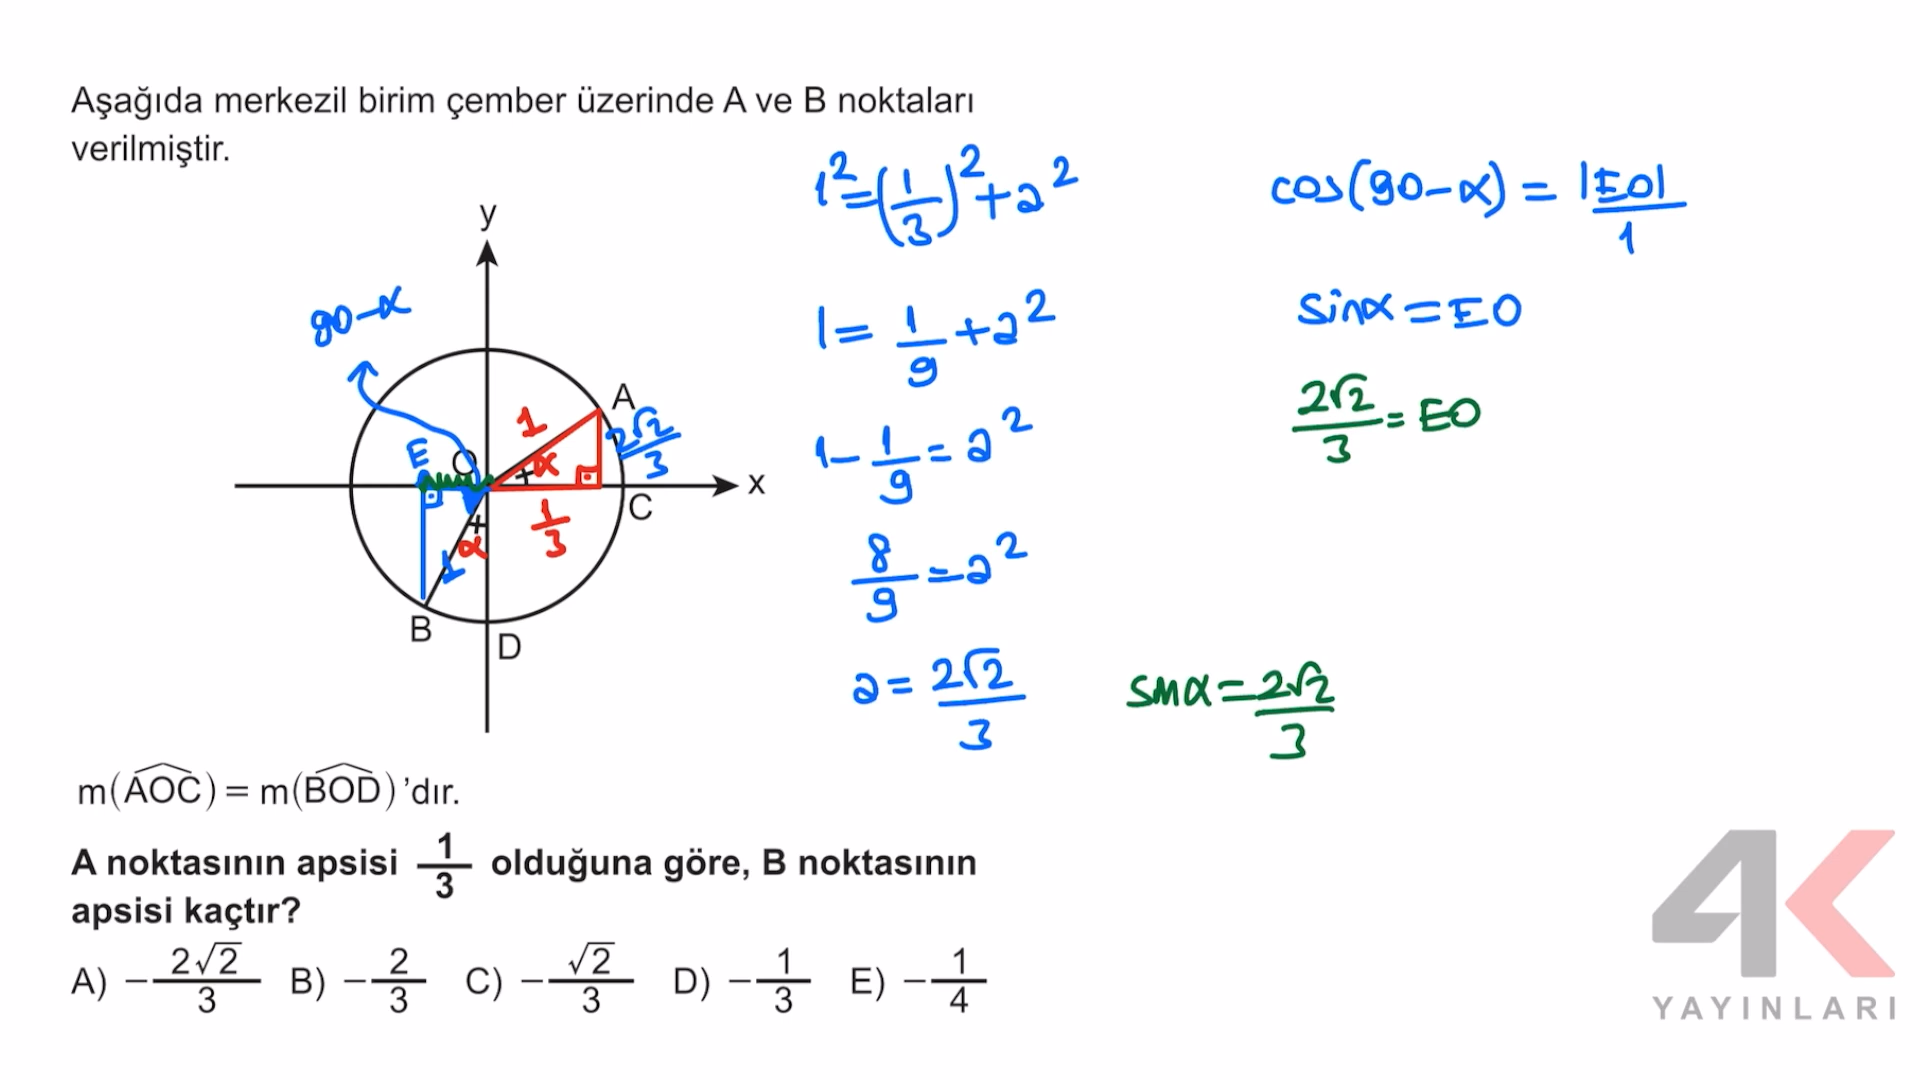 Aşağıda merkezil birim çember üzerinde A ve B noktaları
verilmiştir.
y
x
90-α
E
O
A
C
B
D
1
α
2√2/3
1/3
α
1
1²=(1/3)²+a²
1=1/9+a²
1-1/9=a²
8/9=a²
a=2√2/3
cos(90-α)=|EO|/1
sinα=EO
2√2/3=EO
sinα=2√2/3
m(AOC) = m(BOD)’dır.
A noktasının apsisi 1/3 olduğuna göre, B noktasının
apsisi kaçtır?
A) -2√2/3 B) -2/3 C) -√2/3 D) -1/3 E) -1/4
4K
YAYINLARI